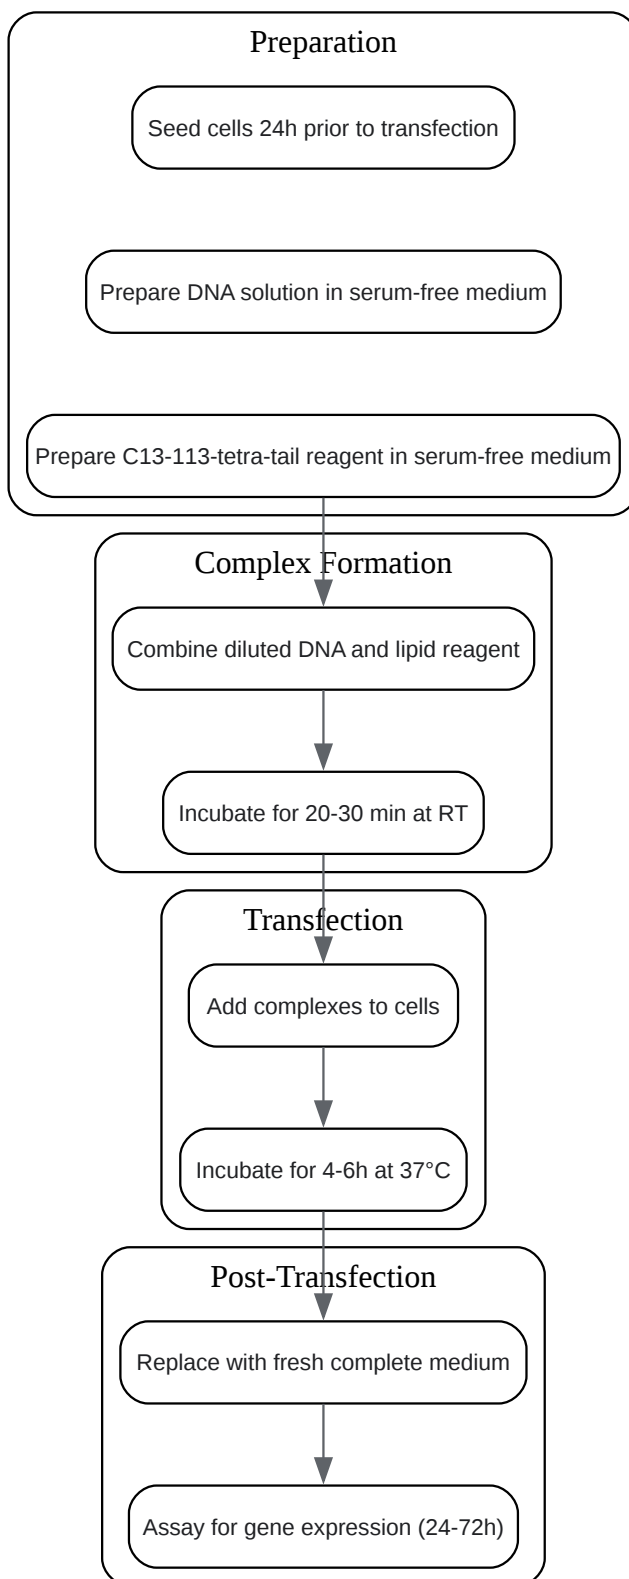 Preparation
Seed cells 24h prior to transfection
Prepare DNA solution in serum-free medium
Prepare C13-113-tetra-tail reagent in serum-free medium
Complex Formation
Combine diluted DNA and lipid reagent
Incubate for 20-30 min at RT
Transfection
Add complexes to cells
Incubate for 4-6h at 37°C
Post-Transfection
Replace with fresh complete medium
Assay for gene expression (24-72h)